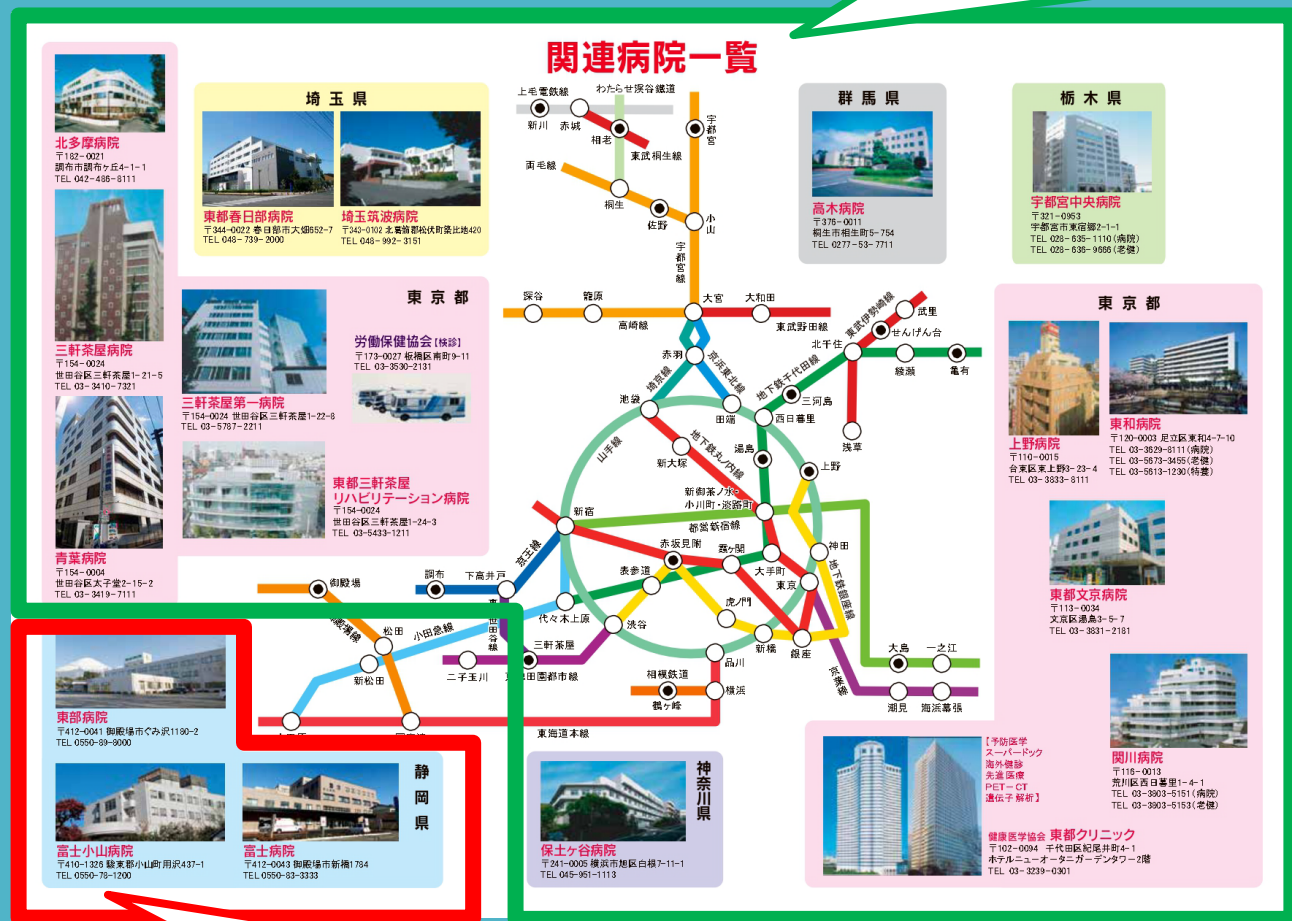 関連病院一覧
北多摩病院
〒182-0021
調布市調布ヶ丘4-1-1
TEL 042-486-8111
三軒茶屋病院
〒154-0024
世田谷区三軒茶屋1-21-5
TEL 03-3410-7321
青葉病院
〒154-0004
世田谷区太子堂2-15-2
TEL 03-3419-7111
埼玉県
東都春日部病院
〒344-0022 春日部市大畑652-7
TEL 048-739-2000
埼玉筑波病院
〒343-0102 北葛飾郡松伏町築比地420
TEL 048-992-3151
東京都
三軒茶屋第一病院
〒154-0024 世田谷区三軒茶屋1-22-6
TEL 03-5787-2211
労働保健協会【検診】
〒173-0027 板橋区南町9-11
TEL 03-3530-2131
東都三軒茶屋
リハビリテーション病院
〒154-0024
世田谷区三軒茶屋1-24-3
TEL 03-5433-1211
群馬県
高木病院
〒376-0011
桐生市相生町5-754
TEL 0277-53-7711
栃木県
宇都宮中央病院
〒321-0953
宇都宮市東宿郷2-1-1
TEL 028-635-1110(病院)
TEL 028-636-9666(老健)
東京都
上野病院
〒110-0015
台東区東上野3-23-4
TEL 03-3833-8111
東和病院
〒120-0003 足立区東和4-7-10
TEL 03-3629-8111(病院)
TEL 03-5673-3455(老健)
TEL 03-5613-1230(特養)
東都文京病院
〒113-0034
文京区湯島3-5-7
TEL 03-3831-2181
関川病院
〒116-0013
荒川区西日暮里1-4-1
TEL 03-3803-5151(病院)
TEL 03-3803-5153(老健)
【予防医学
スーパードック
海外健診
先進医療
PET-CT
遺伝子解析】
健康医学協会 東都クリニック
〒102-0094 千代田区紀尾井町4-1
ホテルニューオータニガーデンタワー2階
TEL 03-3239-0301
上毛電鉄線
わたらせ渓谷鐵道
新川
赤城
相老
東武桐生線
宇都宮
両毛線
桐生
佐野
小山
宇都宮線
深谷
籠原
高崎線
大宮
大和田
東武野田線
赤羽
埼京線
京浜東北線
池袋
田端
山手線
新大塚
地下鉄丸ノ内線
地下鉄千代田線
東武伊勢崎線
武里
せんげん台
北千住
綾瀬
亀有
三河島
西日暮里
浅草
湯島
上野
新宿
新御茶ノ水・
小川町・淡路町
都営新宿線
神田
赤坂見附
霞ヶ関
表参道
大手町
東京
地下鉄銀座線
虎ノ門
新橋
銀座
渋谷
代々木上原
京王線
調布
下高井戸
御殿場
松田
小田急線
三軒茶屋
二子玉川
新松田
品川
相模鉄道
鶴ヶ峰
横浜
東海道本線
大島
一之江
京葉線
潮見
海浜幕張
東部病院
〒412-0041 御殿場市ぐみ沢1180-2
TEL 0550-89-8000
静岡県
富士小山病院
〒410-1326 駿東郡小山町用沢437-1
TEL 0550-78-1200
富士病院
〒412-0043 御殿場市新橋1784
TEL 0550-83-3333
神奈川県
保土ヶ谷病院
〒241-0005 横浜市旭区白根7-11-1
TEL 045-951-1113